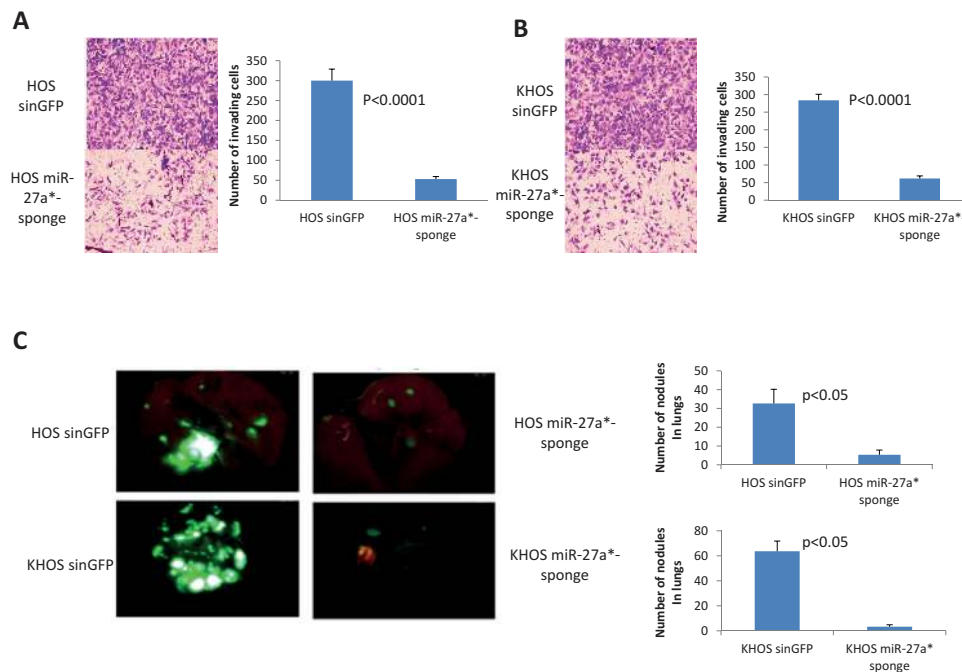 A
HOS
sinGFP
HOS miR-
27a*-
sponge
Number of invading cells
350
300
250
200
150
100
50
0
P<0.0001
HOS sinGFP
HOS miR-27a*-
sponge
B
KHOS
sinGFP
KHOS
miR-27a*-
sponge
Number of invading cells
350
300
250
200
150
100
50
0
P<0.0001
KHOS sinGFP
KHOS miR-27a*
sponge
C
HOS sinGFP
HOS miR-27a*-
sponge
KHOS sinGFP
KHOS miR-27a*-
sponge
Number of nodules
In lungs
50
40
30
20
10
0
p<0.05
HOS sinGFP
HOS miR-27a*
sponge
Number of nodules
In lungs
80
60
40
20
0
p<0.05
KHOS sinGFP
KHOS miR-27a*
sponge